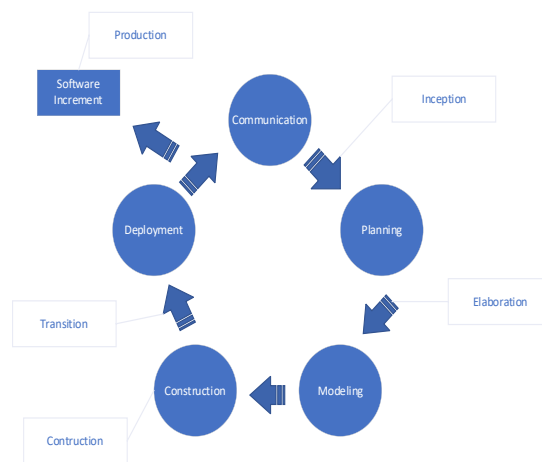 Production
Software
Increment
Communication
Inception
Deployment
Planning
Elaboration
Transition
Construction
Modeling
Contruction